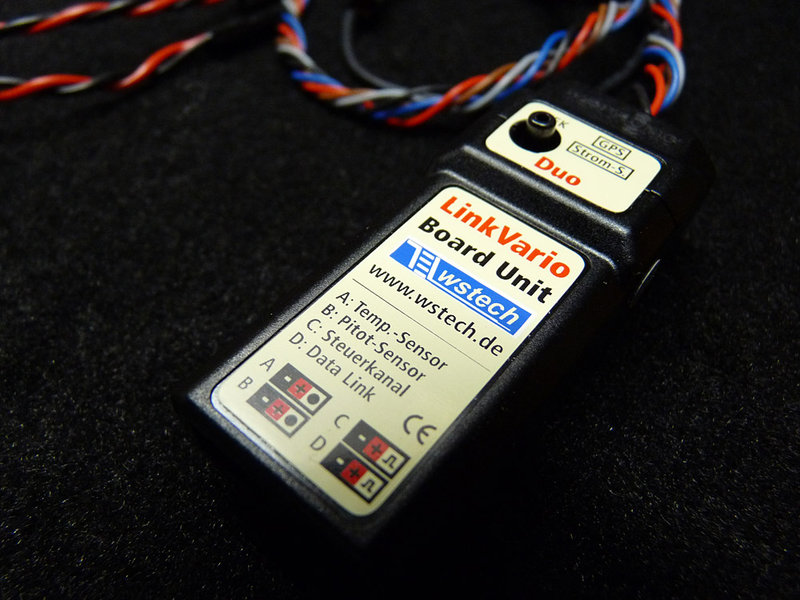 GPS
Strom-S.
Duo
LinkVario
Board Unit
wstech
www.wstech.de
A: Temp.-Sensor
B: Pitot-Sensor
C: Steuerkanal
D: Data Link
A - +
B - +
C - +
D - +
CE